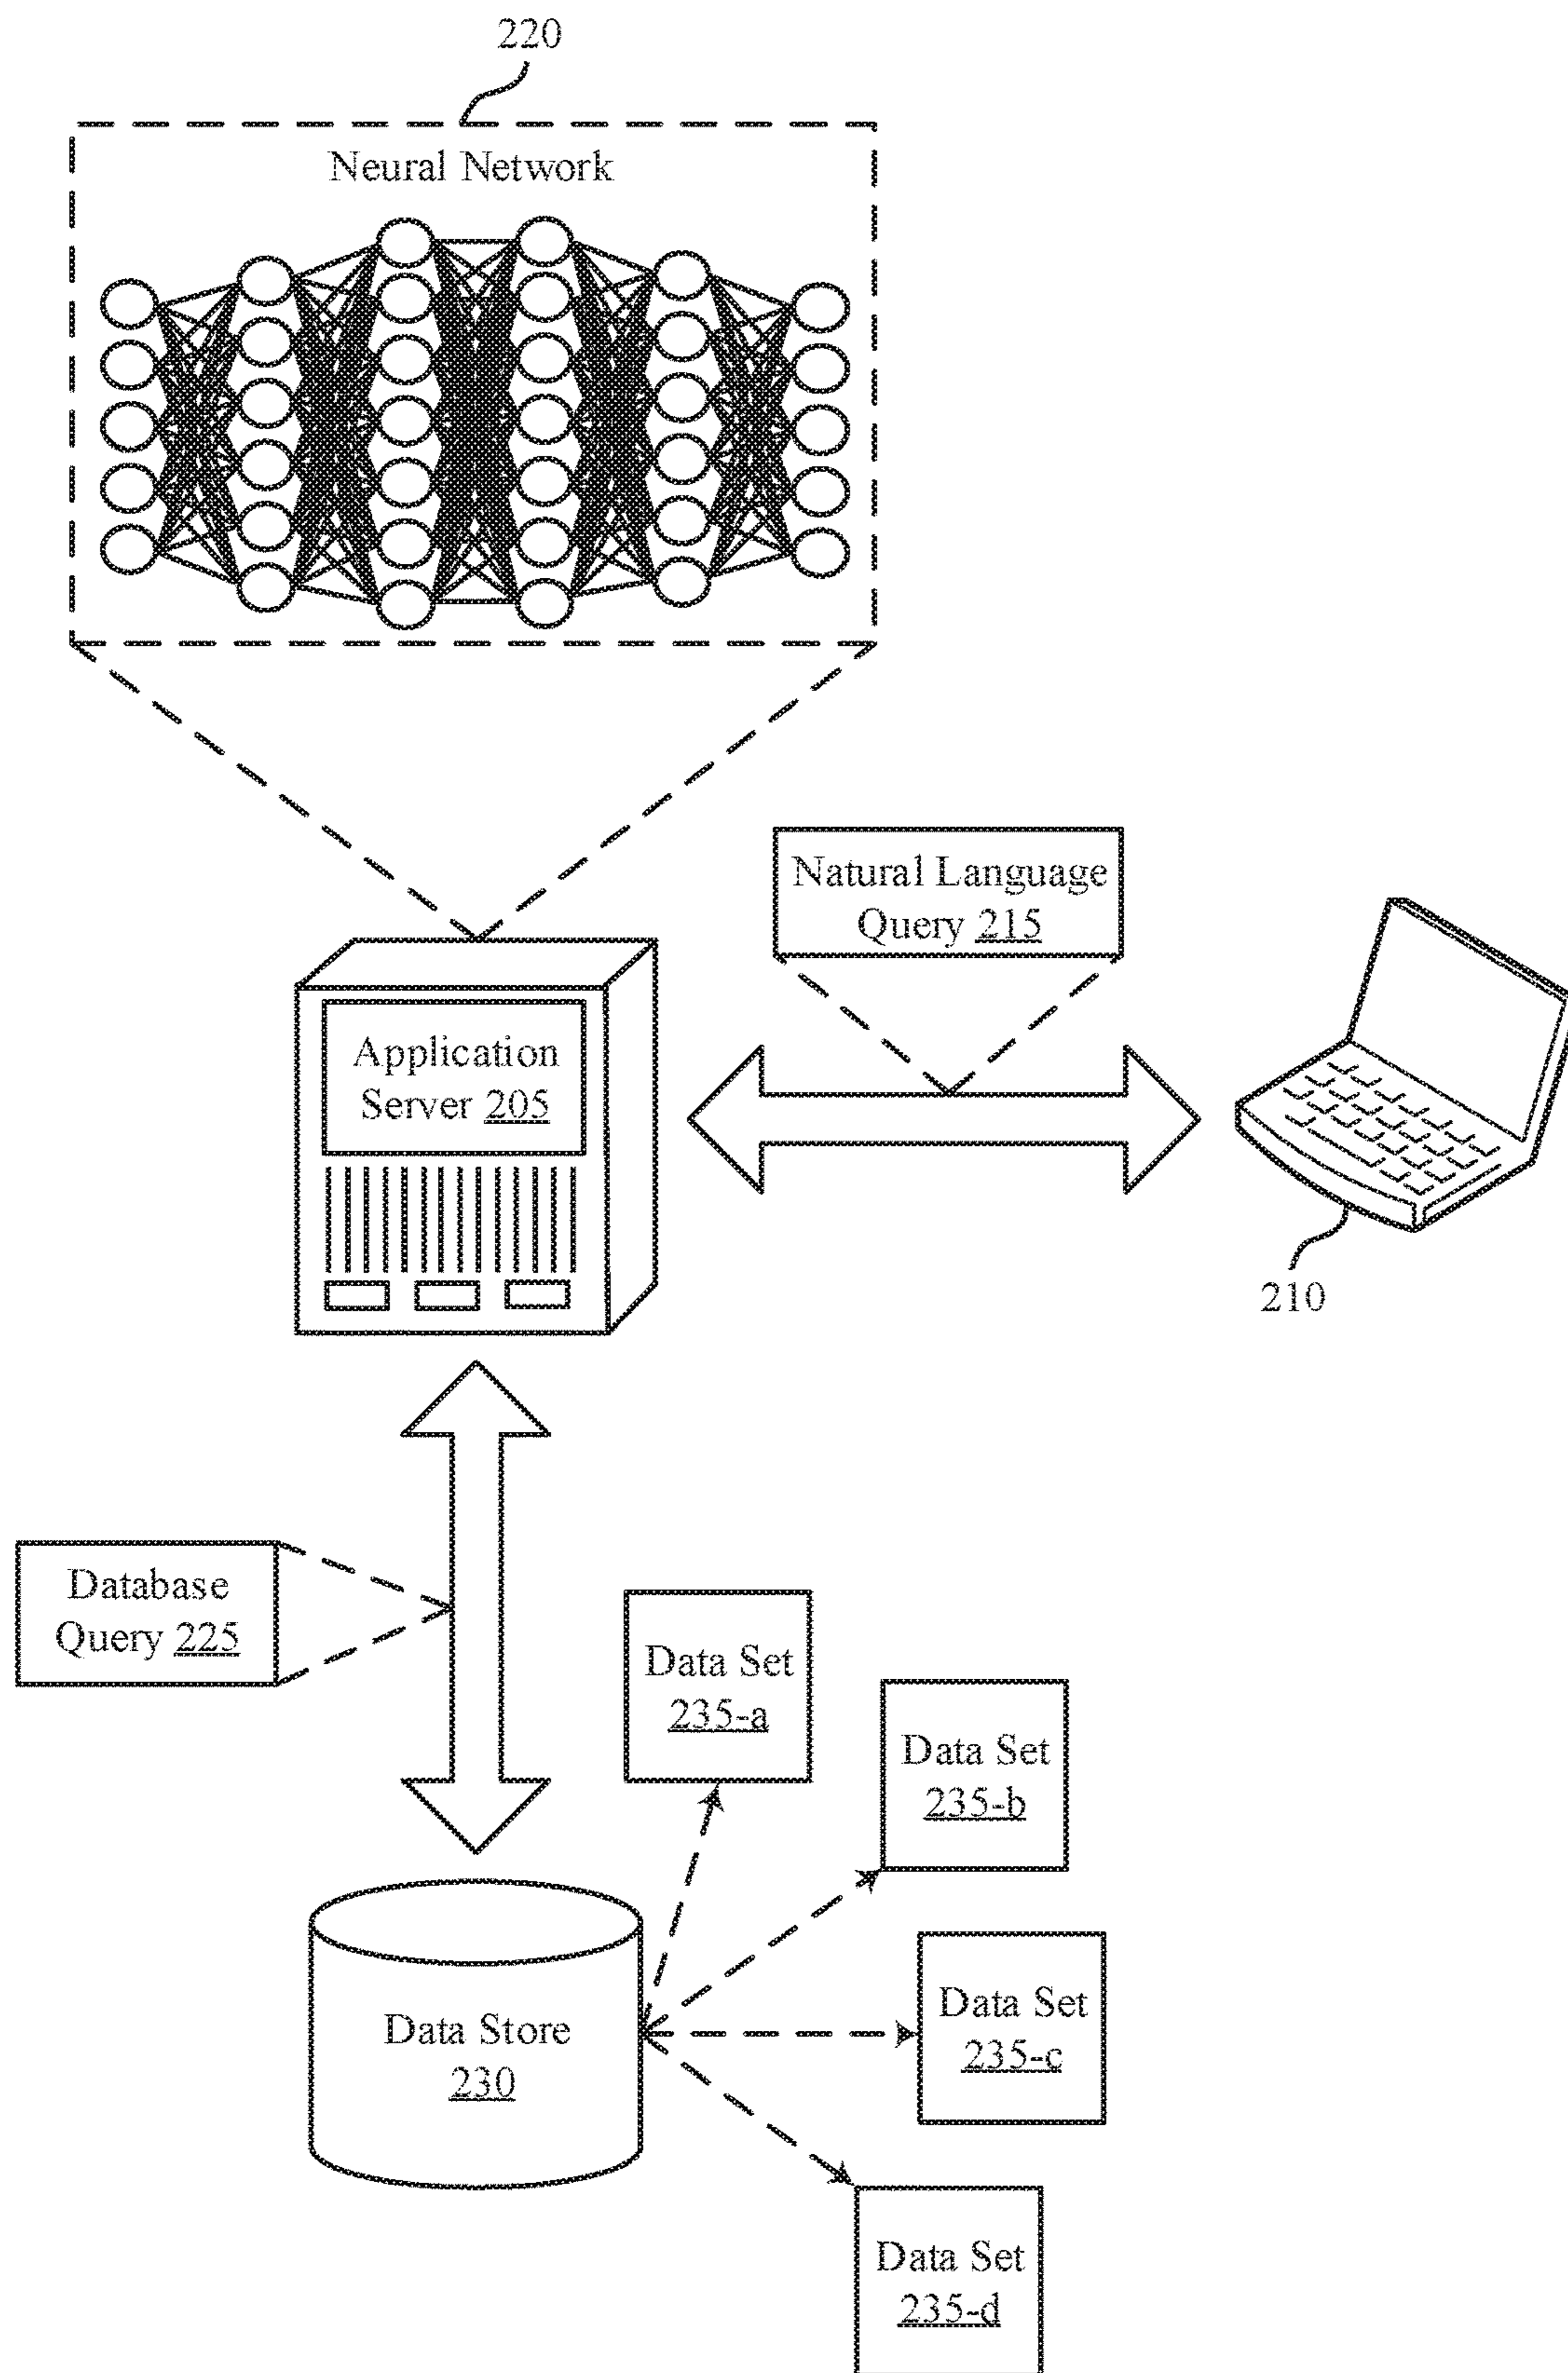 220
Neural Network
Natural Language
Query 215
Application
Server 205
210
Database
Query 225
Data Set
235-a
Data Set
235-b
Data Set
235-c
Data Store
230
Data Set
235-d